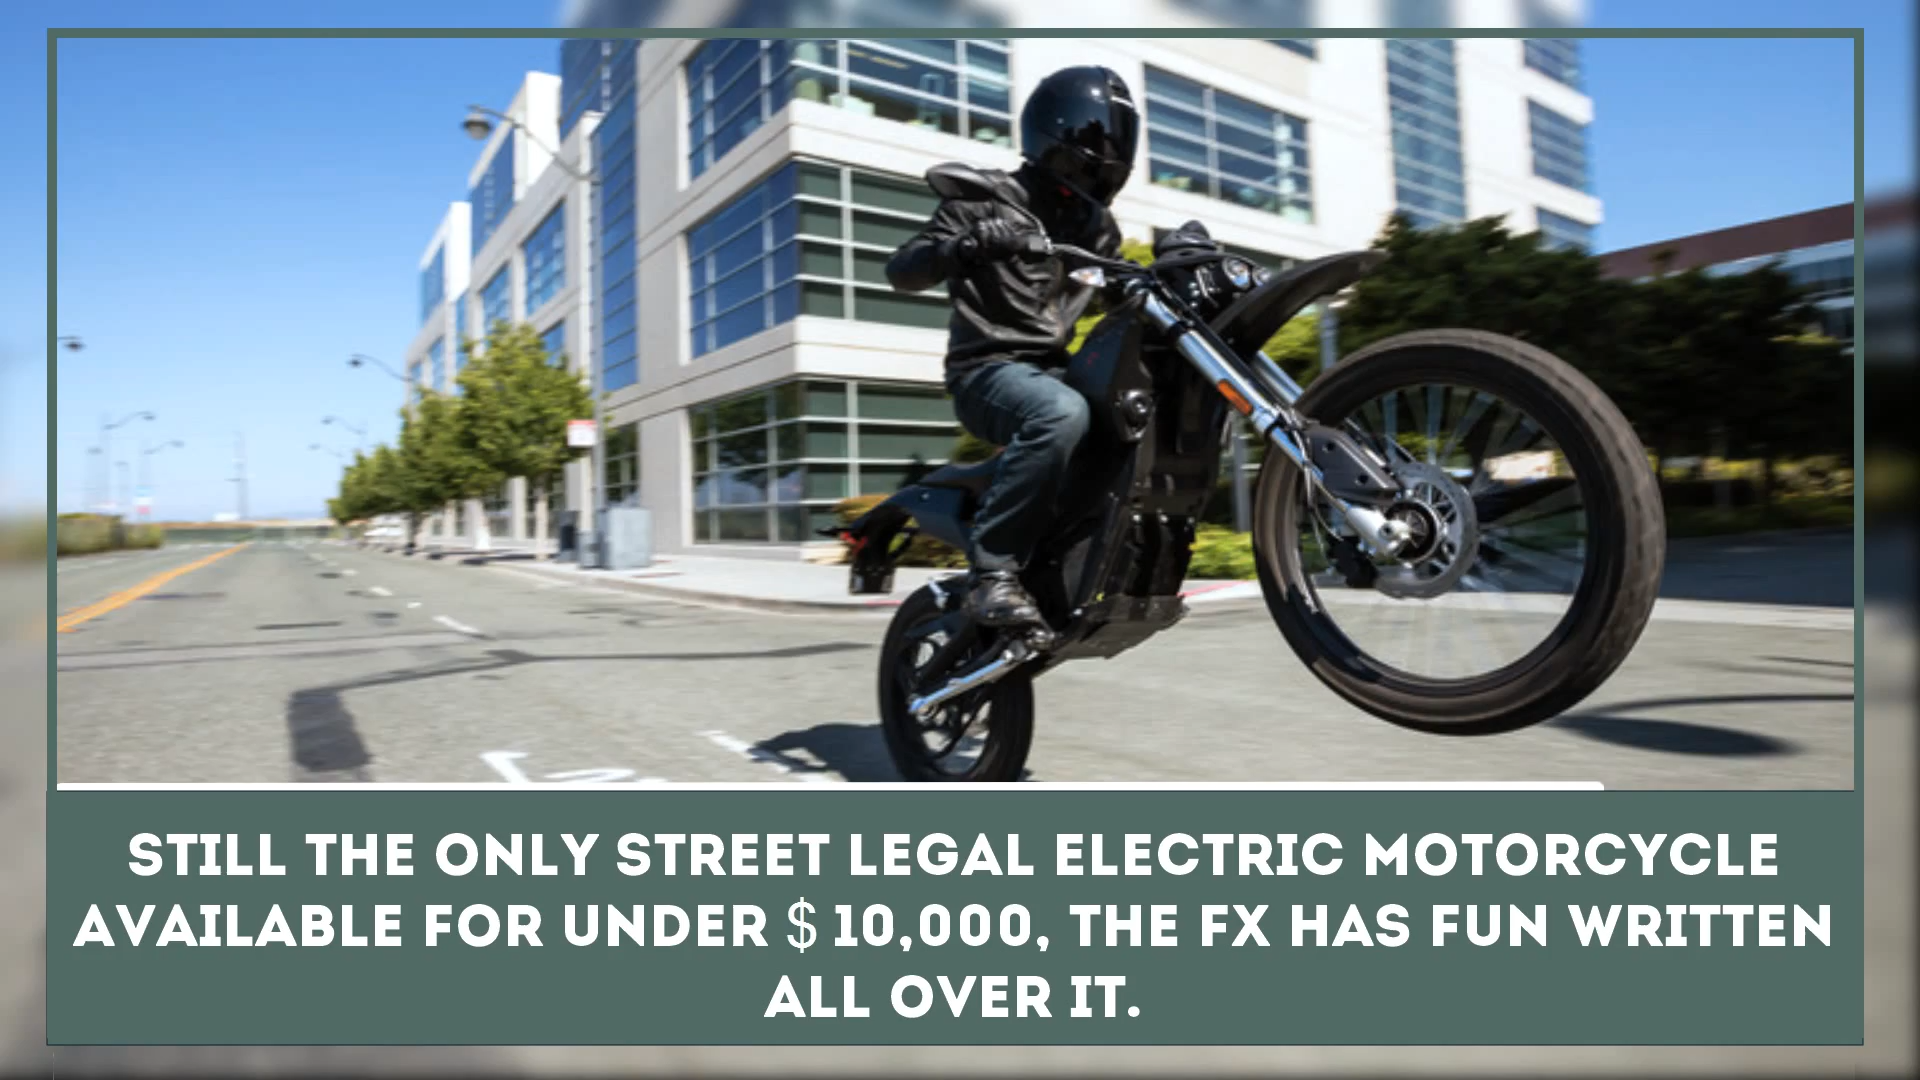 STILL THE ONLY STREET LEGAL ELECTRIC MOTORCYCLE
AVAILABLE FOR UNDER $ 10,000, THE FX HAS FUN WRITTEN
ALL OVER IT.